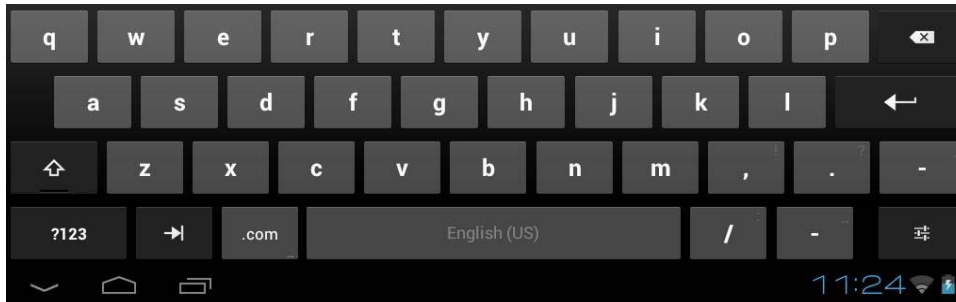 q w e r t y u i o p
a s d f g h j k l
z x c v b n m , ! . ? -
?123 .com English (US) / : - _
11:24